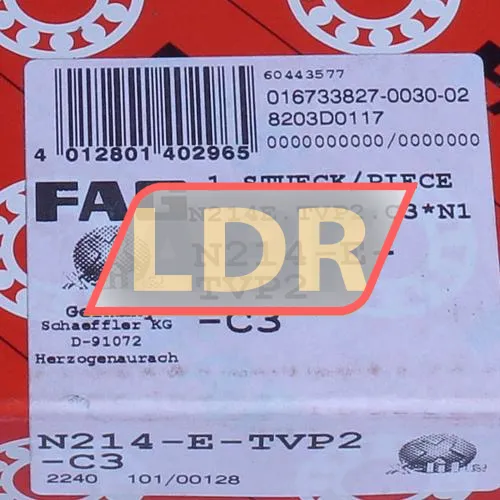 60443577
016733827-0030-02
8203D0117
0000000000/0000000
4 012801 402965
1 STUECK/PIECE
FAG
N214E.TVP2.C3*N1
LDR
N214-E-
TVP2
-C3
Germany
Schaeffler KG
D-91072
Herzogenaurach
N214-E-TVP2
-C3
2240 101/00128